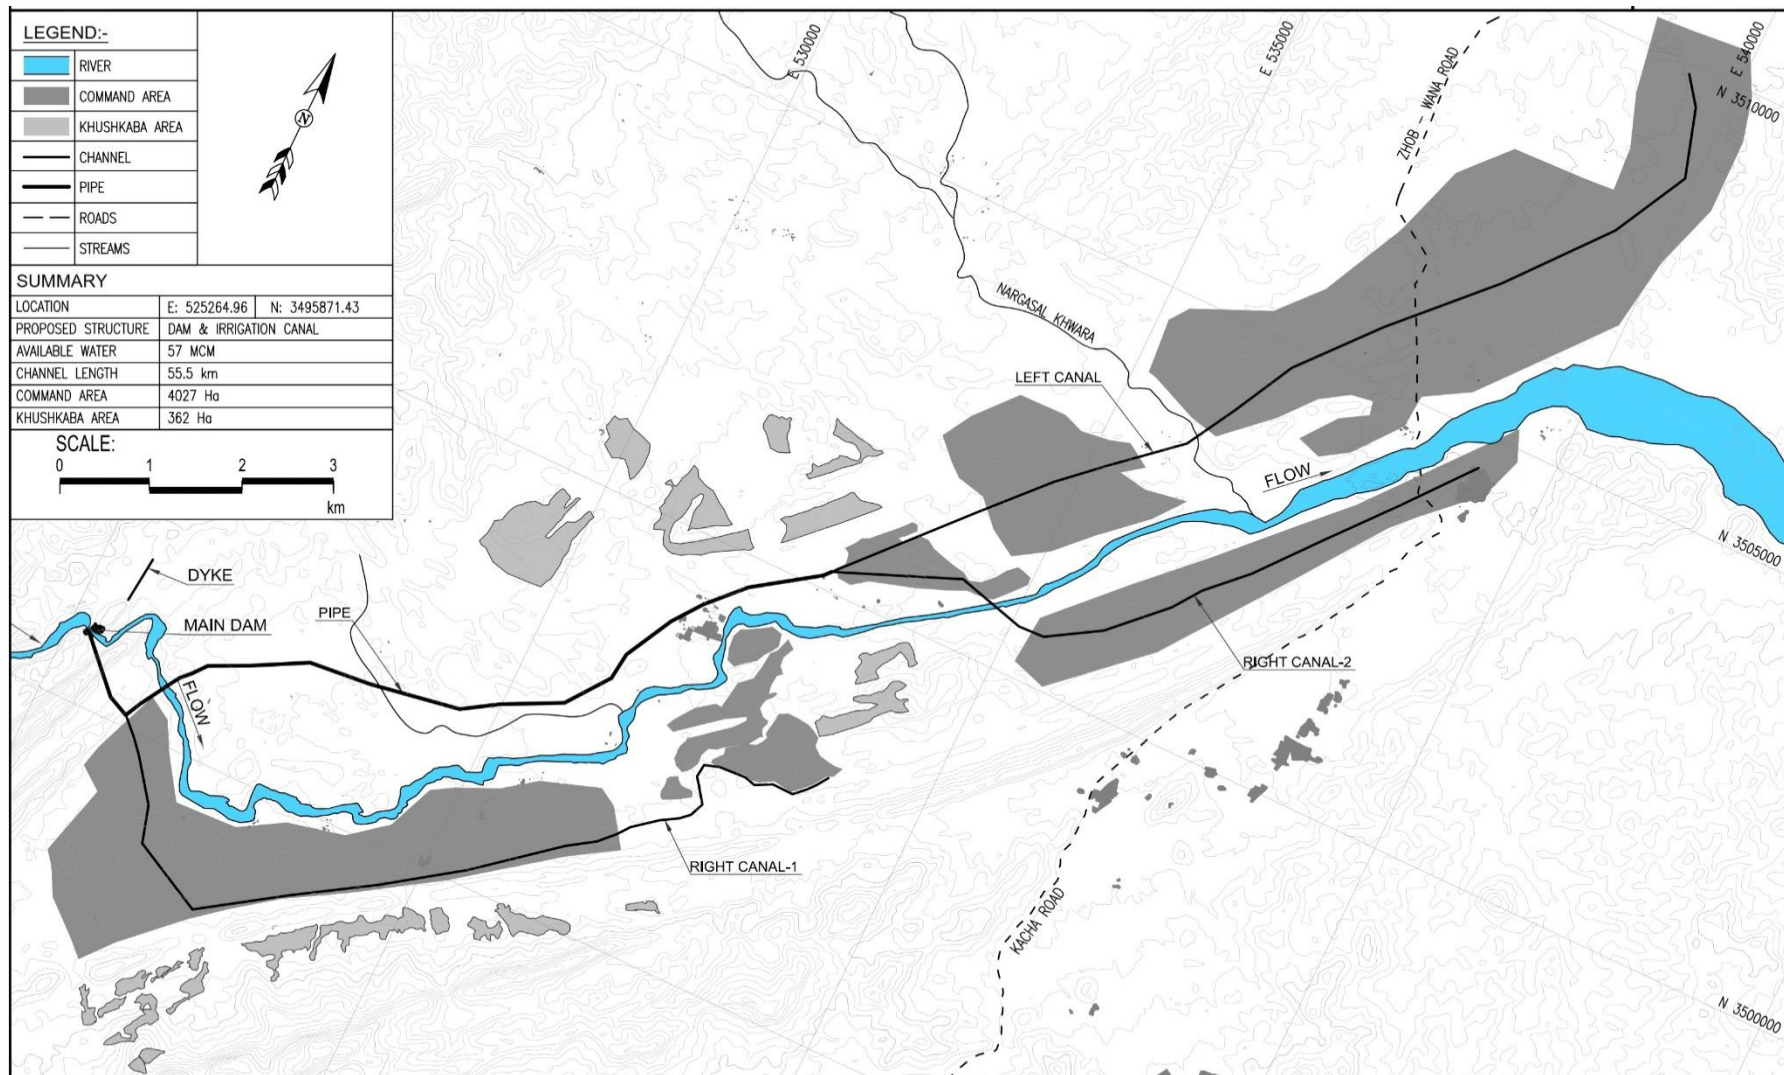 LEGEND:-
RIVER
COMMAND AREA
KHUSHKABA AREA
CHANNEL
PIPE
ROADS
STREAMS
N
SUMMARY
LOCATION E: 525264.96 N: 3495871.43
PROPOSED STRUCTURE DAM & IRRIGATION CANAL
AVAILABLE WATER 57 MCM
CHANNEL LENGTH 55.5 km
COMMAND AREA 4027 Ha
KHUSHKABA AREA 362 Ha
SCALE:
0 1 2 3
km
E 530000
E 535000
E 540000
N 3510000
ZHOB - WANA ROAD
NARGASAL KHWARA
LEFT CANAL
FLOW
N 3505000
DYKE
MAIN DAM
PIPE
FLOW
RIGHT CANAL-2
RIGHT CANAL-1
KACHA ROAD
N 3500000